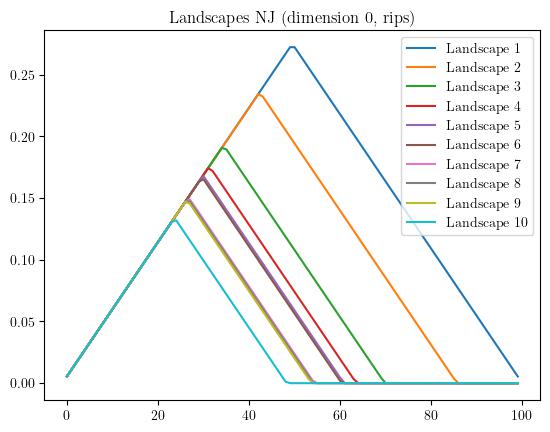 Landscapes NJ (dimension 0, rips)
Landscape 1
Landscape 2
Landscape 3
Landscape 4
Landscape 5
Landscape 6
Landscape 7
Landscape 8
Landscape 9
Landscape 10
0.25
0.20
0.15
0.10
0.05
0.00
0 20 40 60 80 100